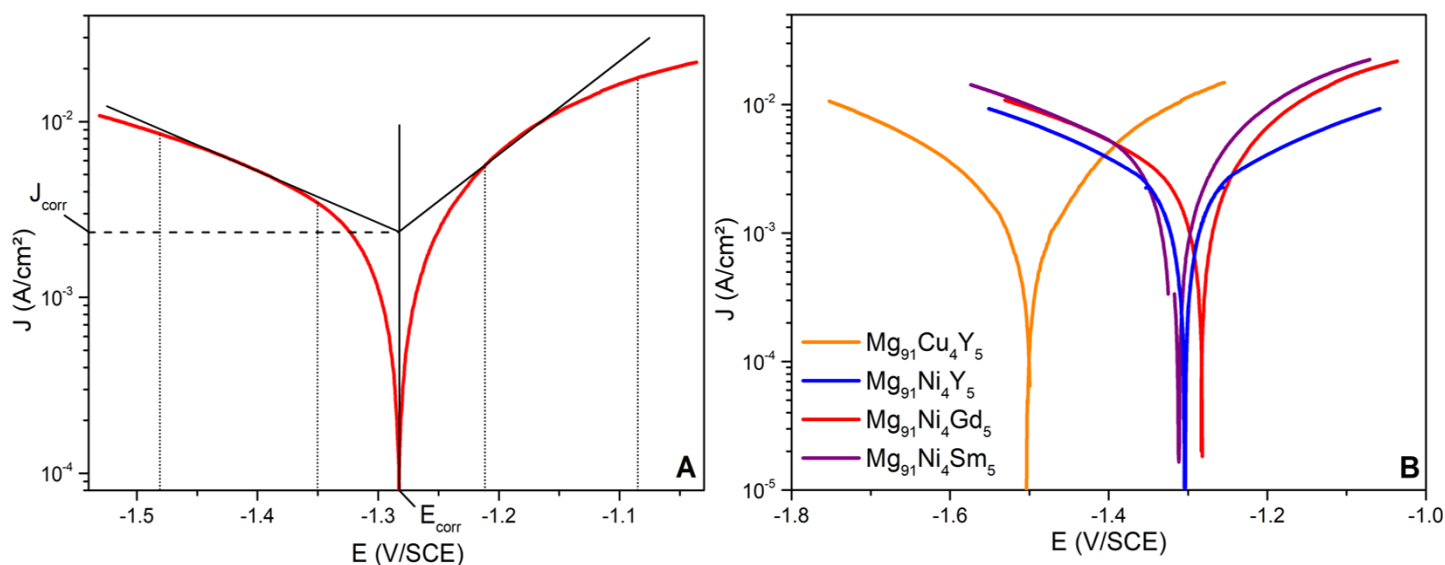 J (A/cm²)
10⁻²
J_corr
10⁻³
10⁻⁴
-1.5
-1.4
-1.3
-1.2
-1.1
E_corr
E (V/SCE)
A
J (A/cm²)
10⁻²
10⁻³
10⁻⁴
10⁻⁵
Mg₉₁Cu₄Y₅
Mg₉₁Ni₄Y₅
Mg₉₁Ni₄Gd₅
Mg₉₁Ni₄Sm₅
B
-1.8
-1.6
-1.4
-1.2
-1.0
E (V/SCE)